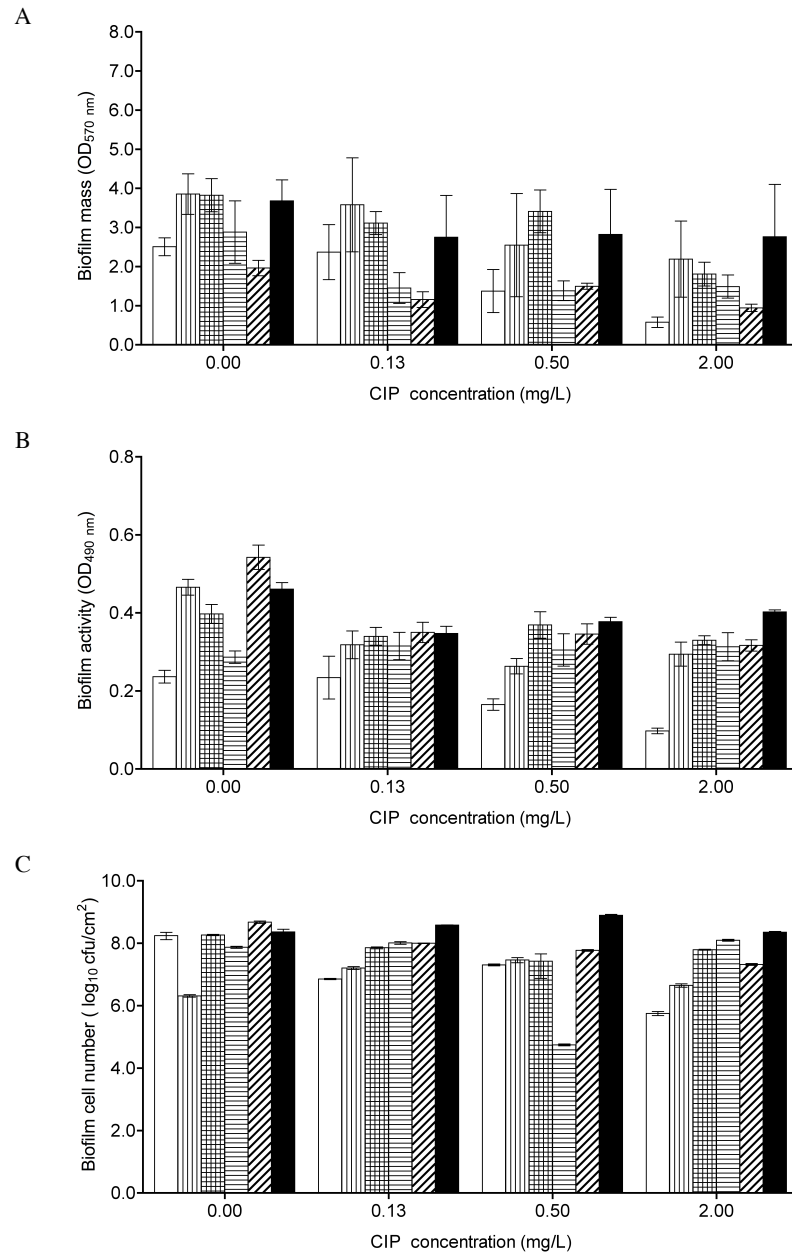 A
8.0
7.0
6.0
5.0
4.0
3.0
2.0
1.0
0.0
Biofilm mass (OD570 nm)
0.00 0.13 0.50 2.00
CIP concentration (mg/L)
B
0.8
0.6
0.4
0.2
0.0
Biofilm activity (OD490 nm)
0.00 0.13 0.50 2.00
CIP concentration (mg/L)
C
10.0
8.0
6.0
4.0
2.0
0.0
Biofilm cell number ( log10 cfu/cm2)
0.00 0.13 0.50 2.00
CIP concentration (mg/L)